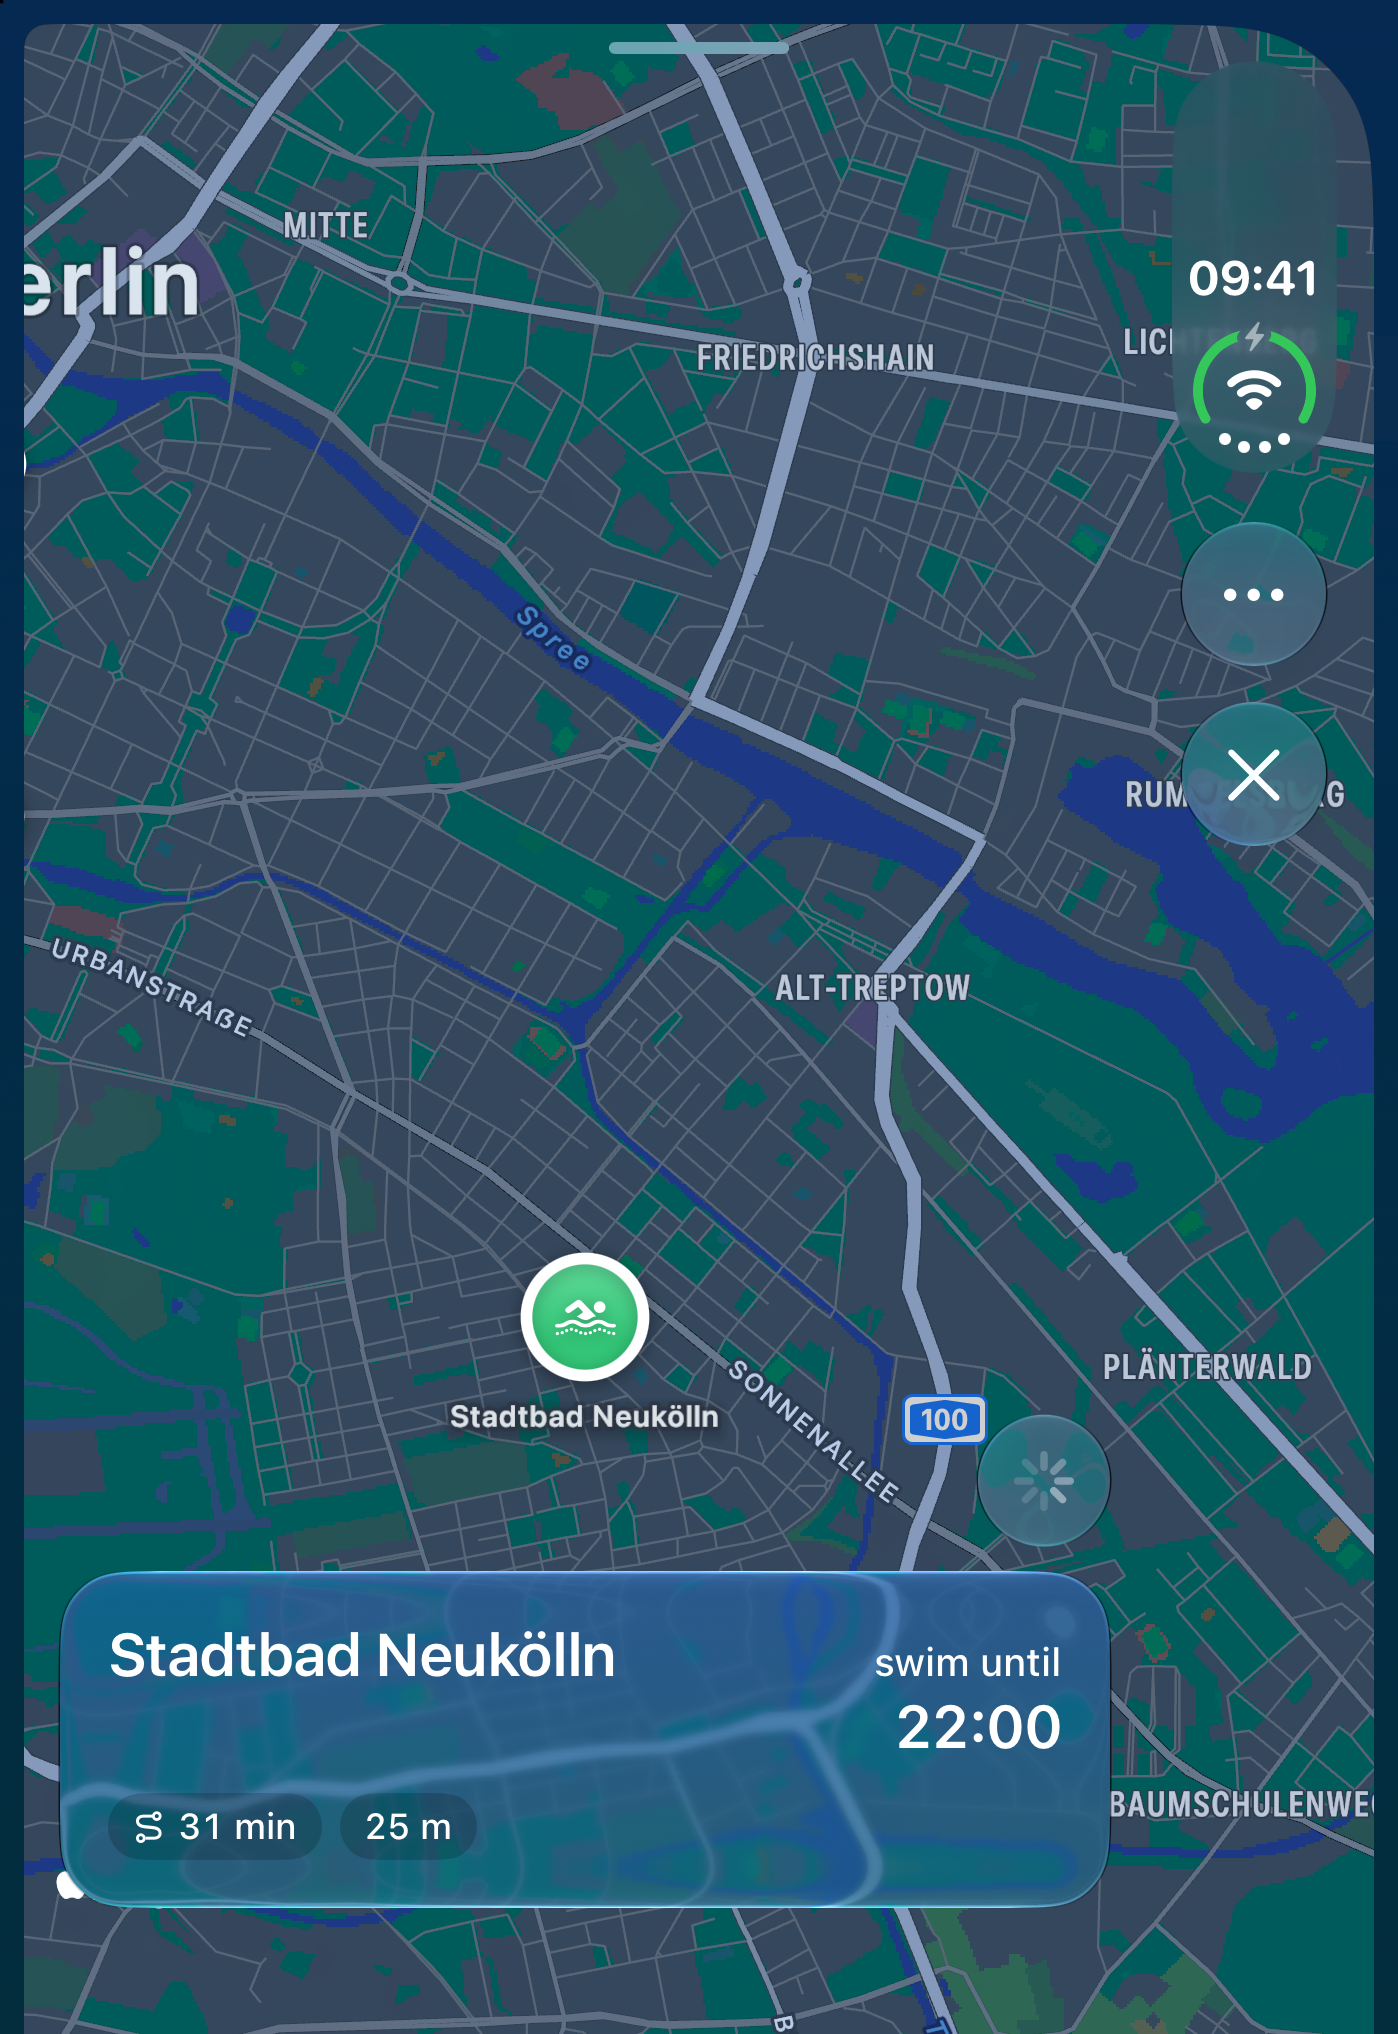 09:41
MITTE
erlin
FRIEDRICHSHAIN
Spree
URBANSTRAẞE
ALT-TREPTOW
Stadtbad Neukölln
SONNENALLEE
PLÄNTERWALD
100
Stadtbad Neukölln
swim until
22:00
31 min
25 m
BAUMSCHULENWE
B
T